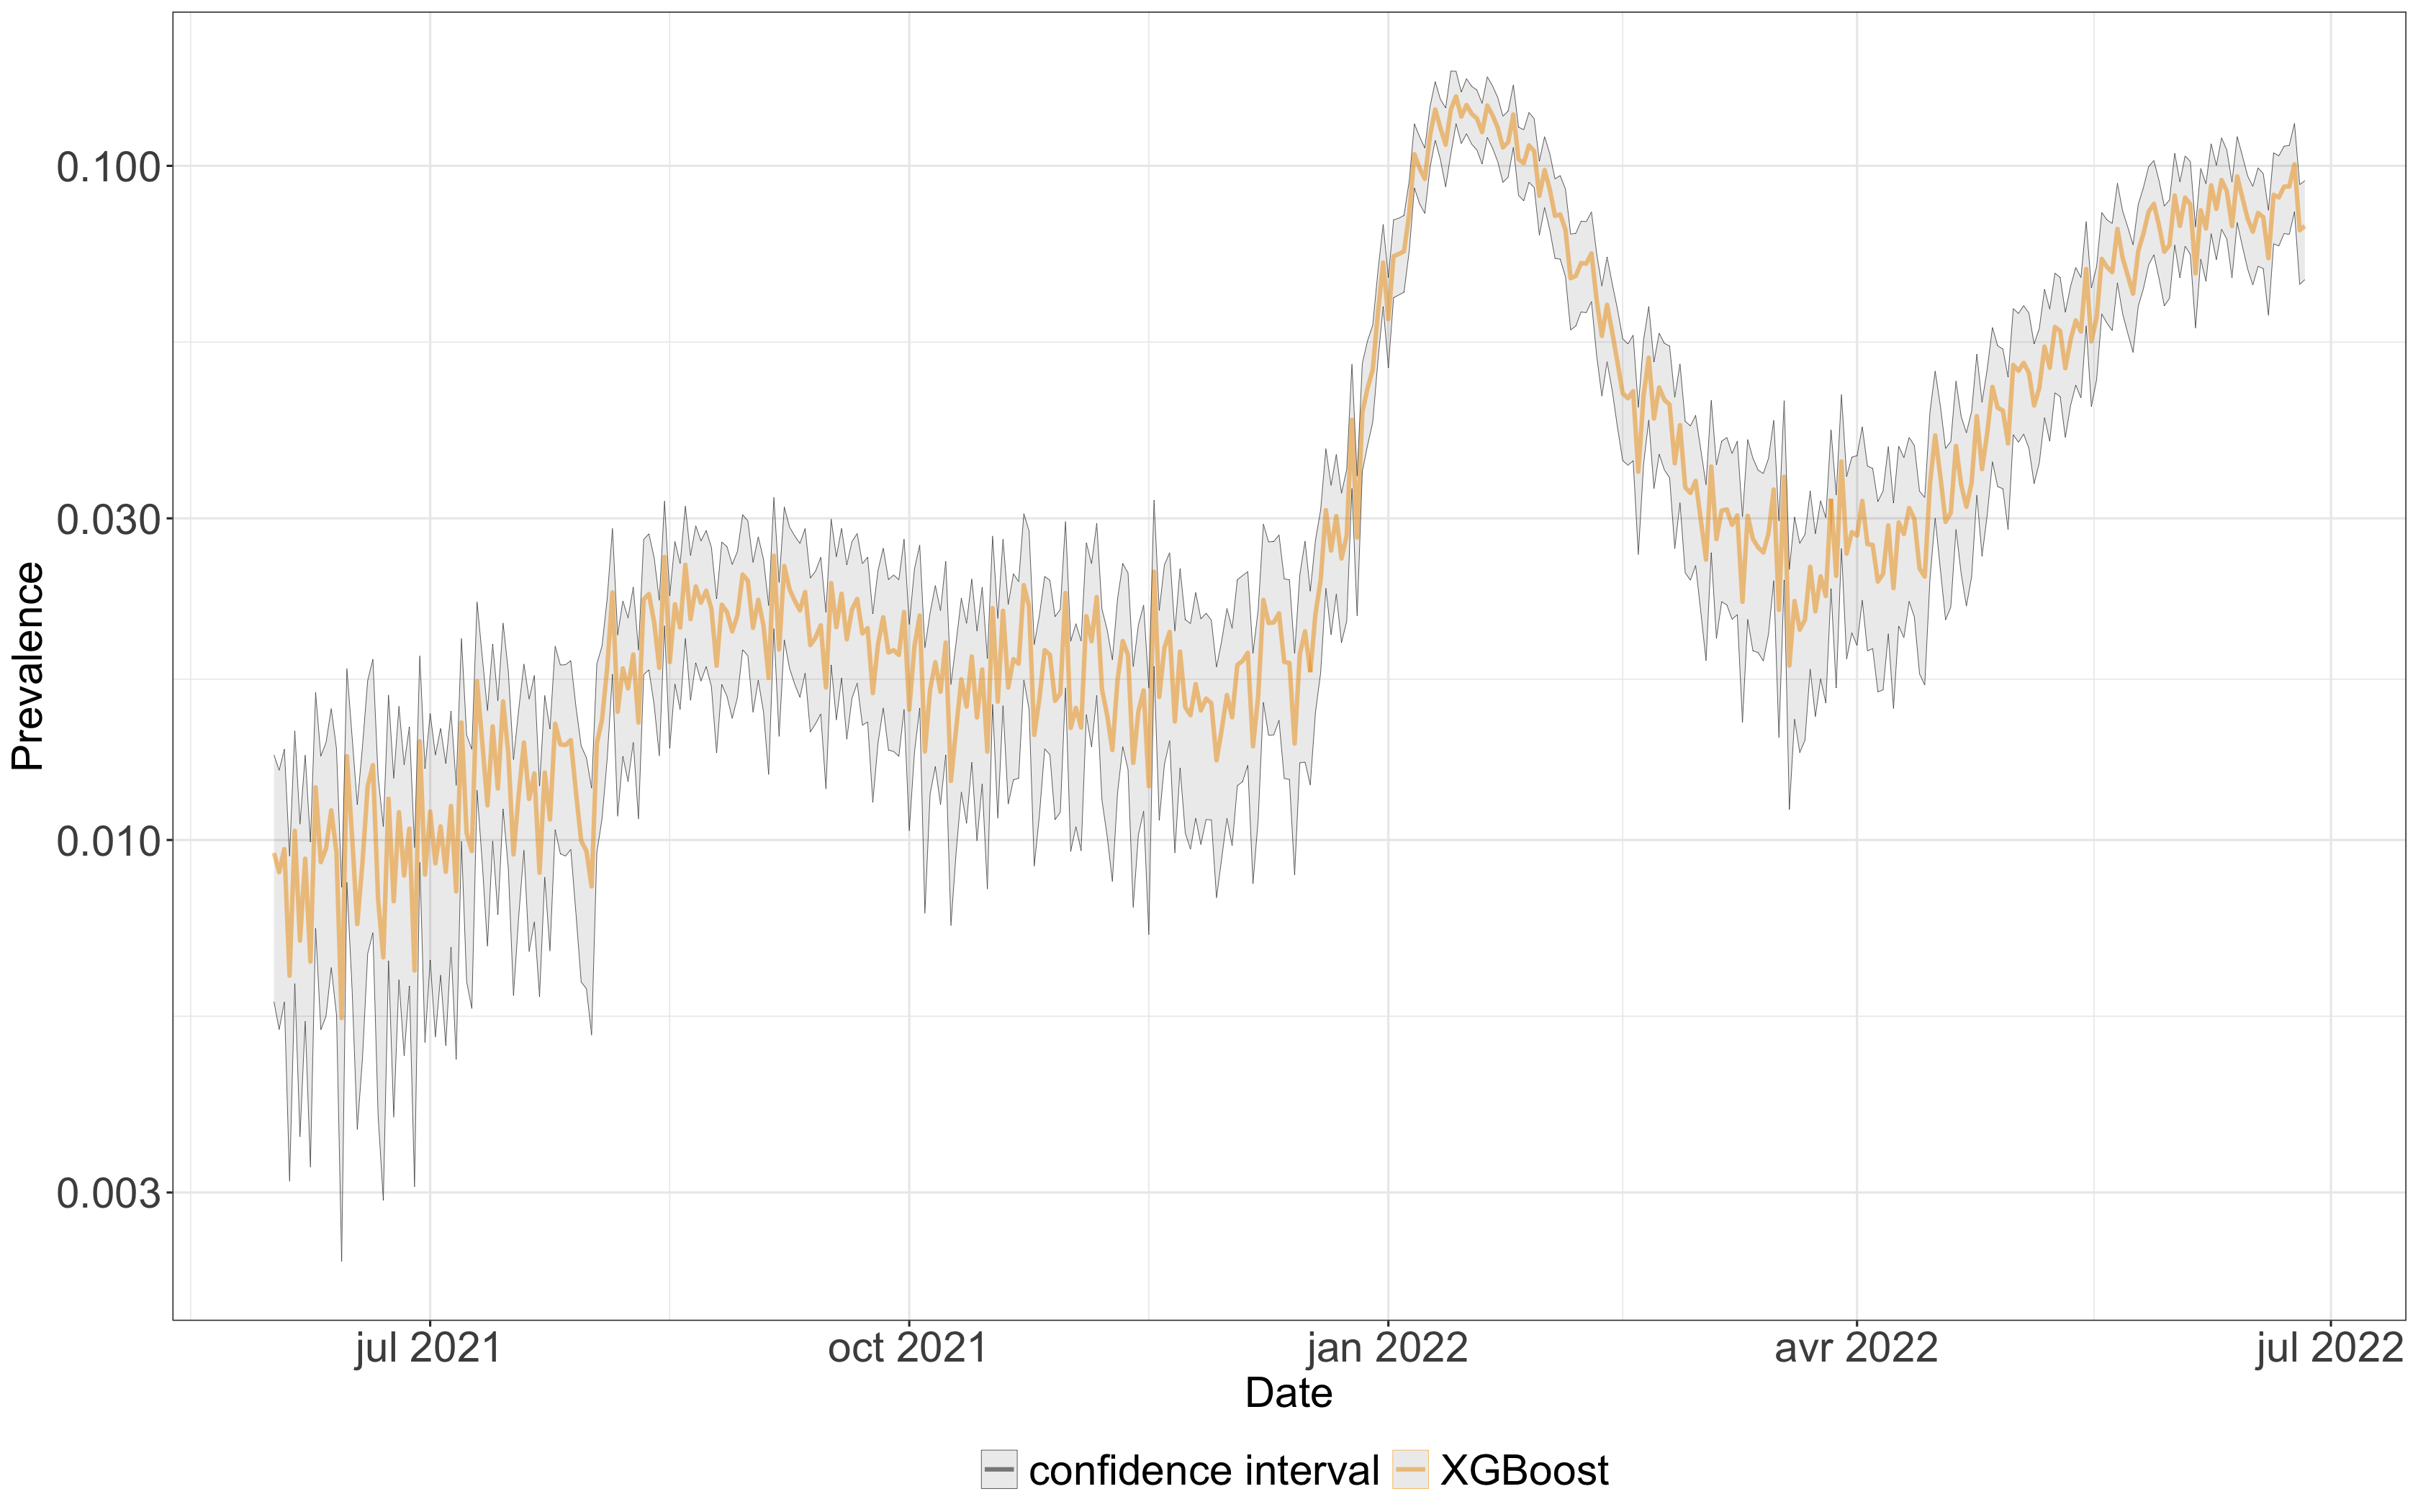 Prevalence
0.100
0.030
0.010
0.003
jul 2021 oct 2021 jan 2022 avr 2022 jul 2022
Date
confidence interval XGBoost